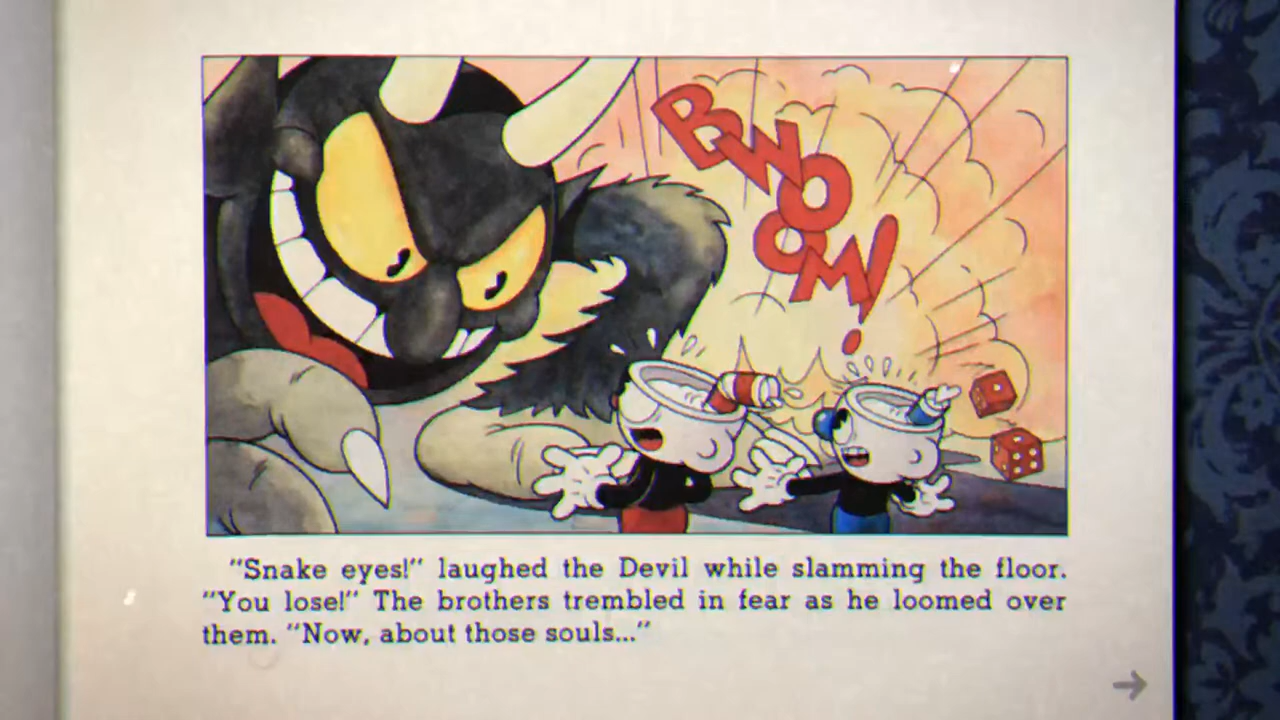 BWOOM!
"Snake eyes!" laughed the Devil while slamming the floor.
"You lose!" The brothers trembled in fear as he loomed over
them. "Now, about those souls..."